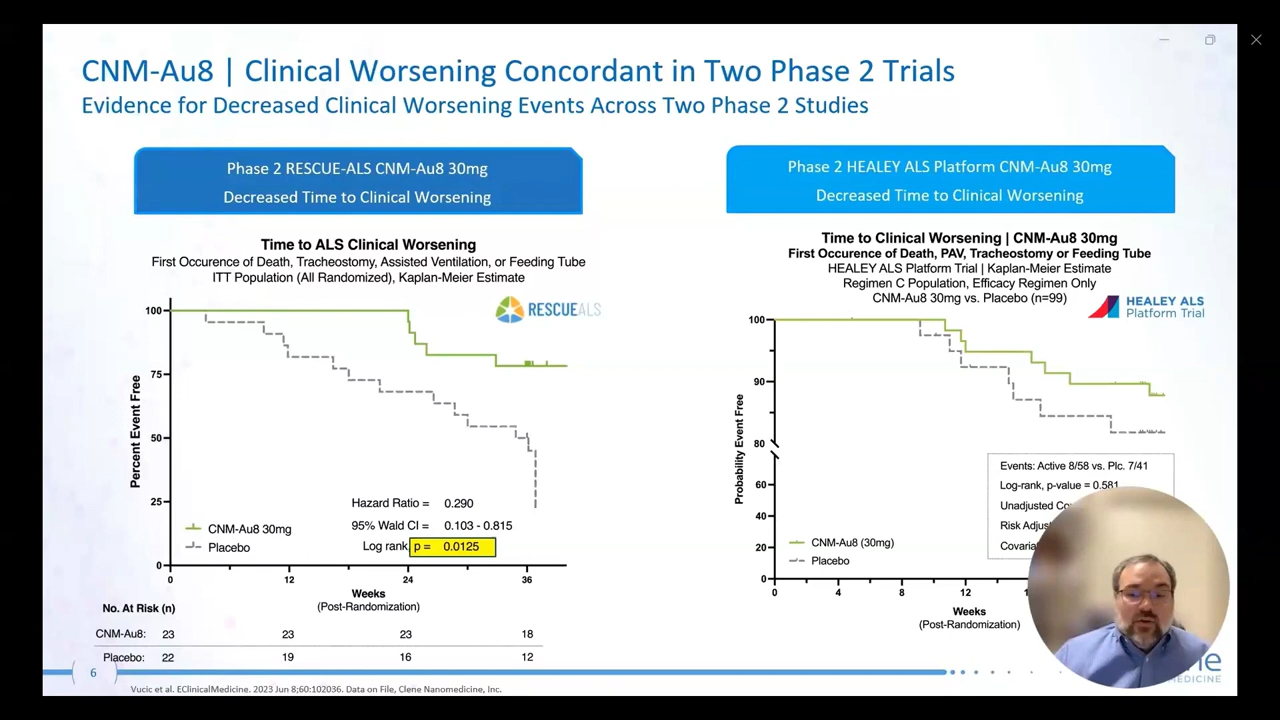 CNM-Au8 | Clinical Worsening Concordant in Two Phase 2 Trials
Evidence for Decreased Clinical Worsening Events Across Two Phase 2 Studies
Phase 2 RESCUE-ALS CNM-Au8 30mg
Decreased Time to Clinical Worsening
Time to ALS Clinical Worsening
First Occurence of Death, Tracheostomy, Assisted Ventilation, or Feeding Tube
ITT Population (All Randomized), Kaplan-Meier Estimate
RESCUEALS
Percent Event Free
100
75
50
25
0
Hazard Ratio = 0.290
95% Wald CI = 0.103 - 0.815
Log rank p = 0.0125
CNM-Au8 30mg
Placebo
0 12 24 36
Weeks
(Post-Randomization)
No. At Risk (n)
CNM-Au8: 23 23 23 18
Placebo: 22 19 16 12
Phase 2 HEALEY ALS Platform CNM-Au8 30mg
Decreased Time to Clinical Worsening
Time to Clinical Worsening | CNM-Au8 30mg
First Occurence of Death, PAV, Tracheostomy or Feeding Tube
HEALEY ALS Platform Trial | Kaplan-Meier Estimate
Regimen C Population, Efficacy Regimen Only
CNM-Au8 30mg vs. Placebo (n=99)
HEALEY ALS
Platform Trial
Probability Event Free
100
90
80
60
40
20
0
Events: Active 8/58 vs. Plc. 7/41
Log-rank, p-value = 0.581
Unadjusted
CNM-Au8 (30mg)
Placebo
0 4 8 12
Weeks
(Post-Randomization)
6
Vucic et al. EClinicalMedicine. 2023 Jun 8;60:102036. Data on File, Clene Nanomedicine, Inc.